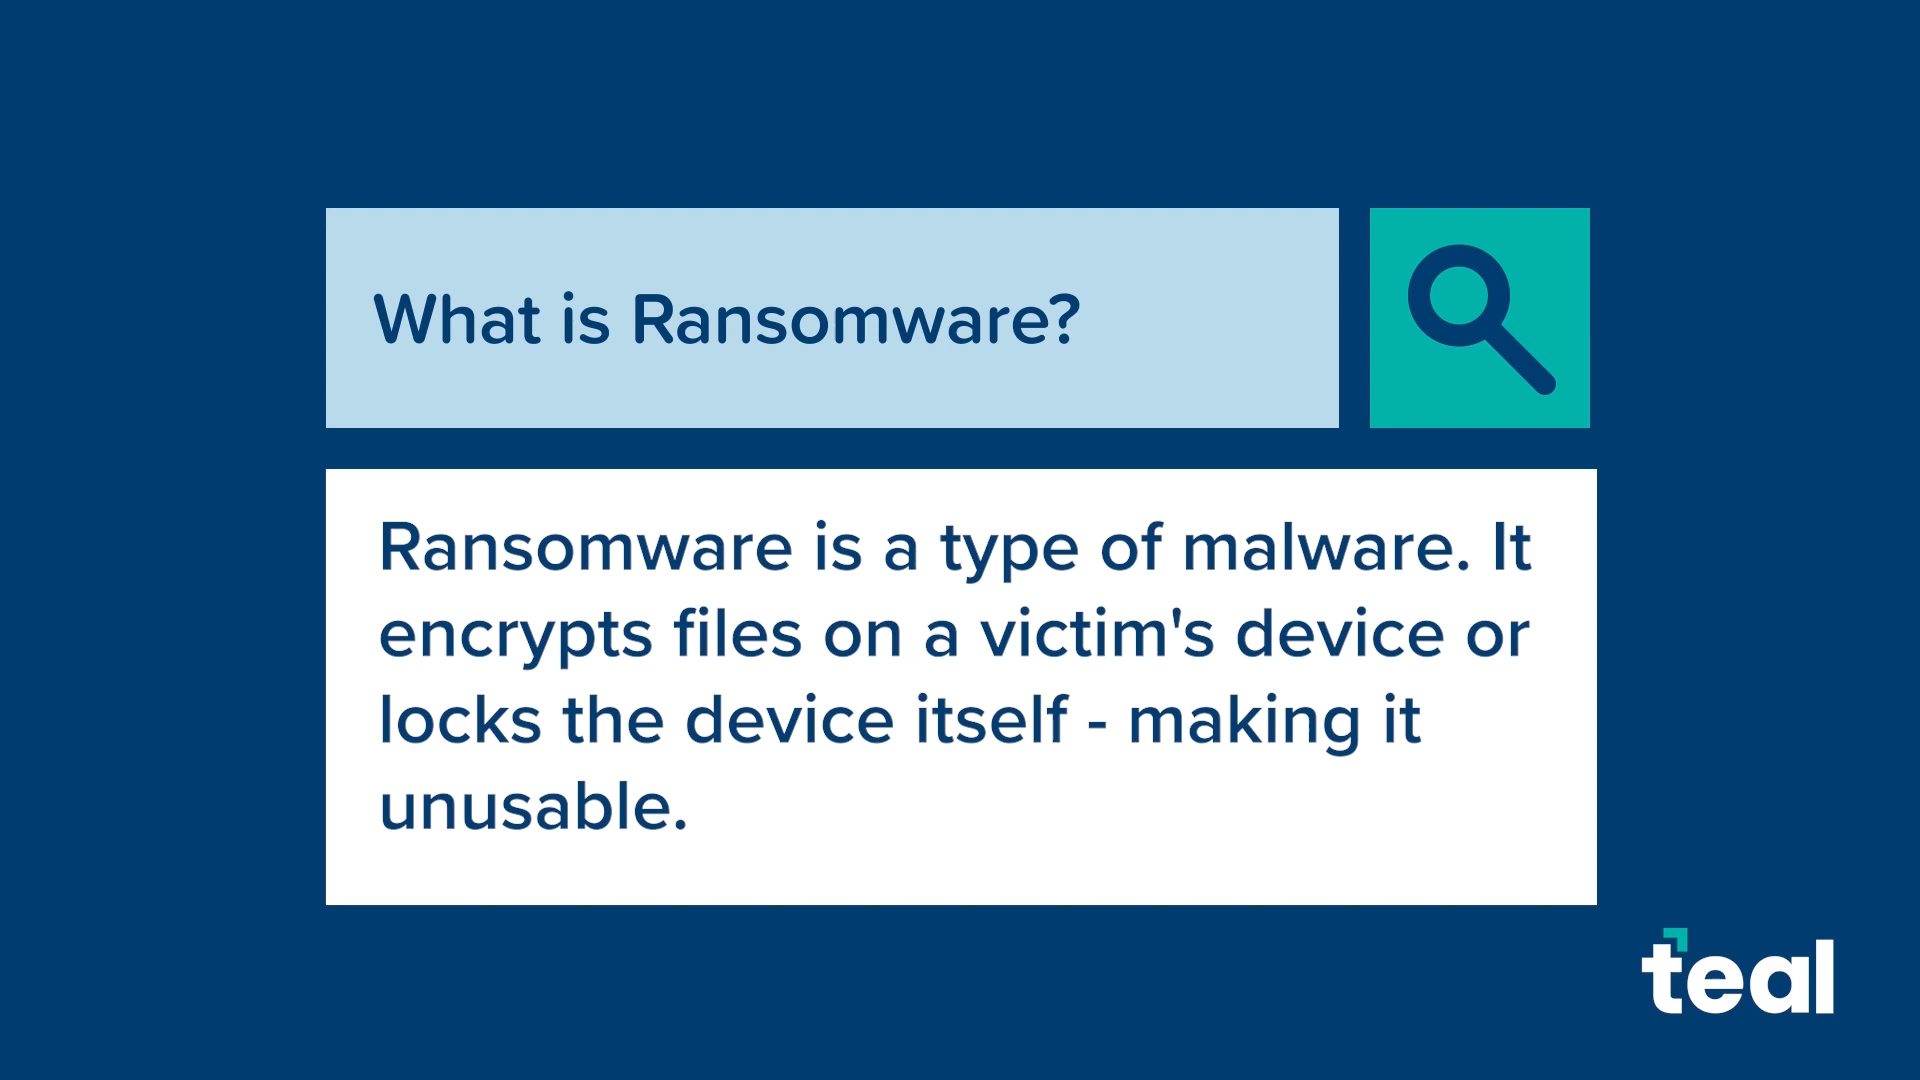 What is Ransomware?
Ransomware is a type of malware. It
encrypts files on a victim's device or
locks the device itself - making it
unusable.
teal